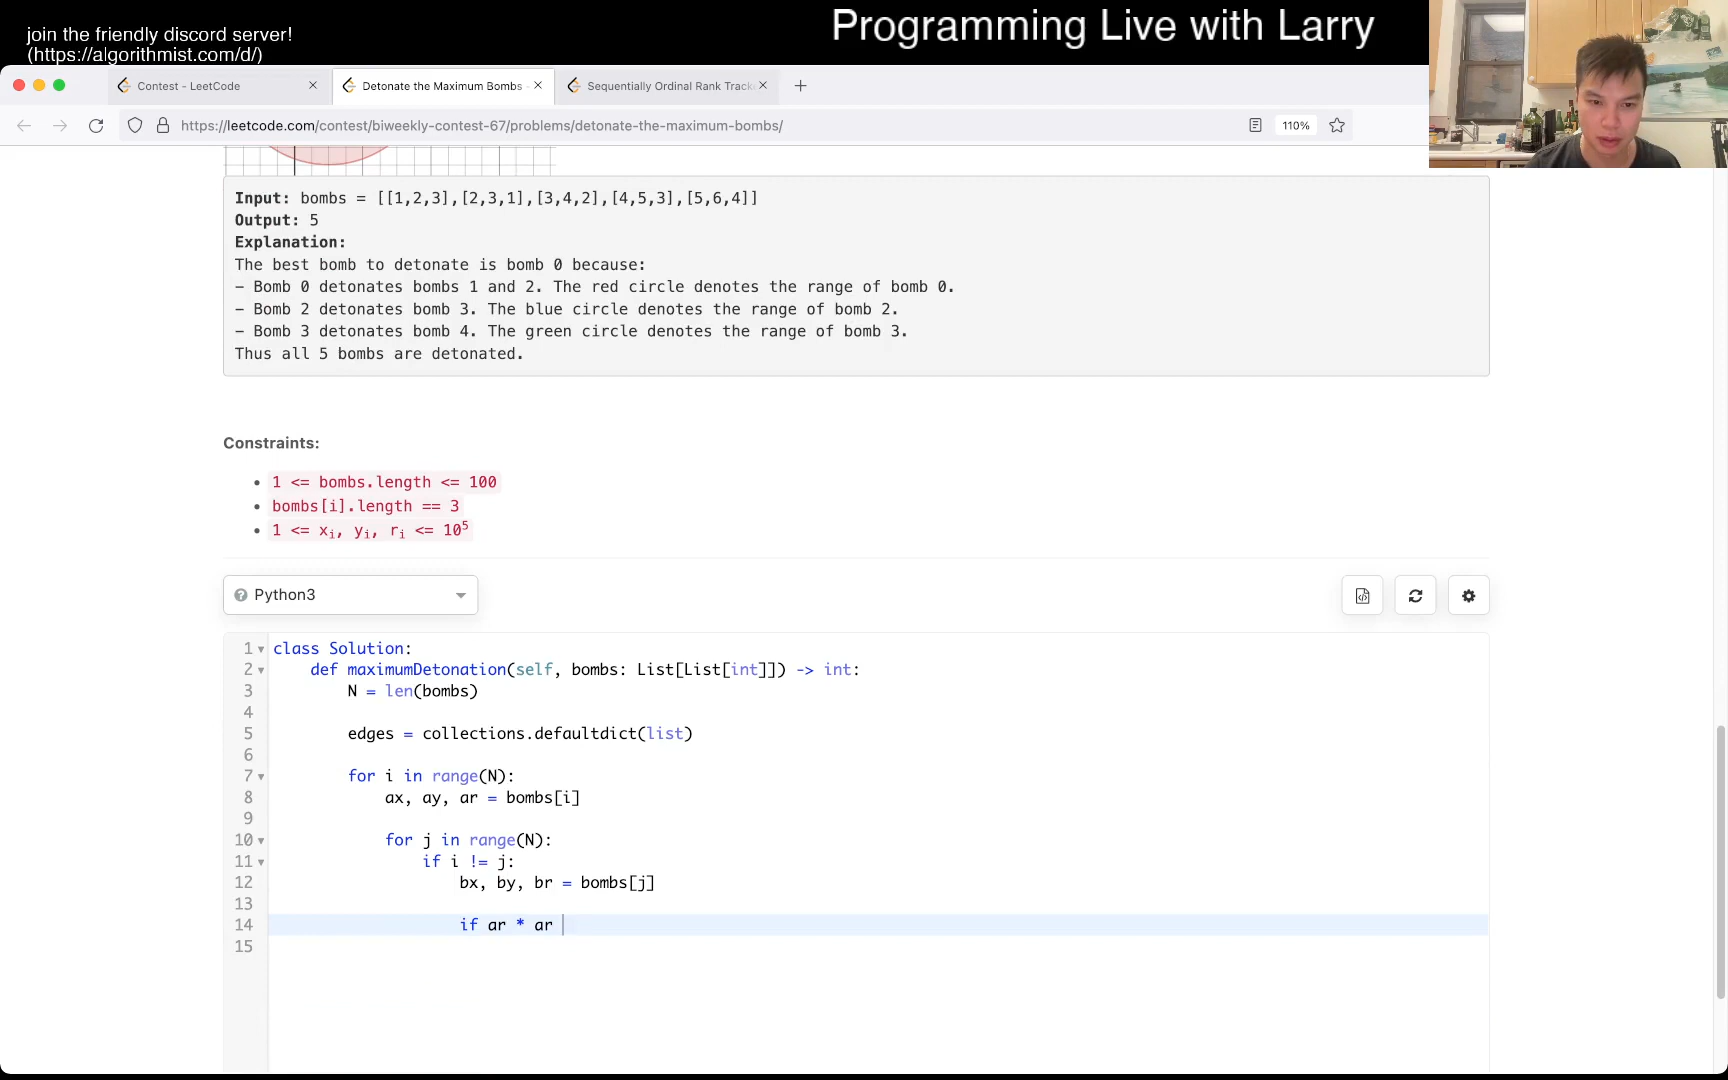 join the friendly discord server!
(https://algorithmist.com/d/)
Programming Live with Larry
Contest - LeetCode
Detonate the Maximum Bombs -
Sequentially Ordinal Rank Track
https://leetcode.com/contest/biweekly-contest-67/problems/detonate-the-maximum-bombs/
110%
Input: bombs = [[1,2,3],[2,3,1],[3,4,2],[4,5,3],[5,6,4]]
Output: 5
Explanation:
The best bomb to detonate is bomb 0 because:
- Bomb 0 detonates bombs 1 and 2. The red circle denotes the range of bomb 0.
- Bomb 2 detonates bomb 3. The blue circle denotes the range of bomb 2.
- Bomb 3 detonates bomb 4. The green circle denotes the range of bomb 3.
Thus all 5 bombs are detonated.
Constraints:
• 1 <= bombs.length <= 100
• bombs[i].length == 3
• 1 <= xi, yi, ri <= 10^5
Python3
1 class Solution:
2     def maximumDetonation(self, bombs: List[List[int]]) -> int:
3         N = len(bombs)
4
5         edges = collections.defaultdict(list)
6
7         for i in range(N):
8             ax, ay, ar = bombs[i]
9
10             for j in range(N):
11                 if i != j:
12                     bx, by, br = bombs[j]
13
14                     if ar * ar
15